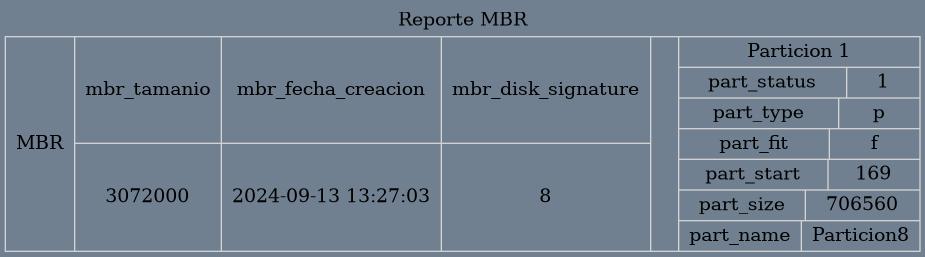 Reporte MBR
MBR
mbr_tamanio
3072000
mbr_fecha_creacion
2024-09-13 13:27:03
mbr_disk_signature
8
Particion 1
part_status 1
part_type p
part_fit f
part_start 169
part_size 706560
part_name Particion8